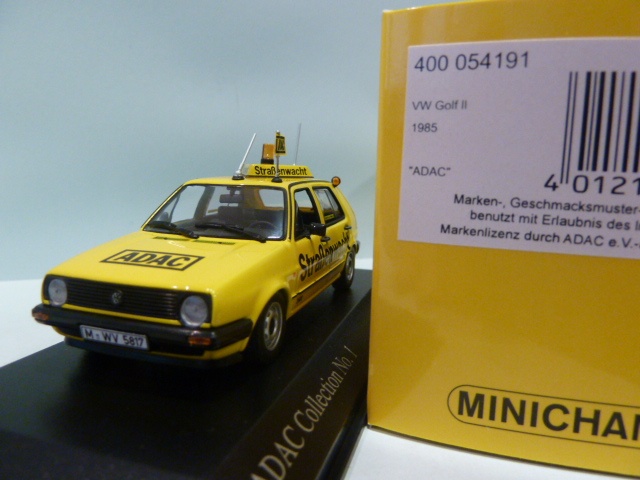 400 054191
VW Golf II
1985
"ADAC"
4 0121
Marken-, Geschmacksmuster-
benutzt mit Erlaubnis des
Markenlizenz durch ADAC e.V.
Straßenwacht
ADAC
Straßenwacht
M-WV 5817
ADAC Collection No. 1
MINICHAM